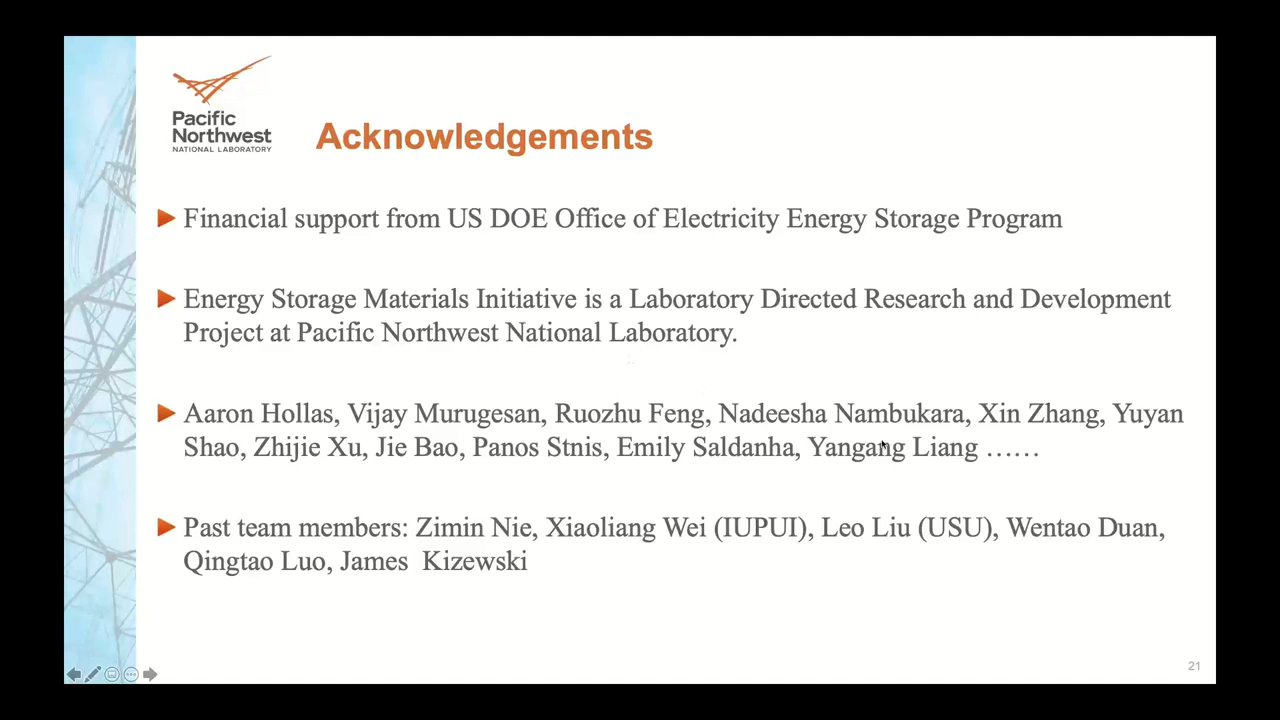 Pacific
Northwest
NATIONAL LABORATORY
Acknowledgements
Financial support from US DOE Office of Electricity Energy Storage Program
Energy Storage Materials Initiative is a Laboratory Directed Research and Development
Project at Pacific Northwest National Laboratory.
Aaron Hollas, Vijay Murugesan, Ruozhu Feng, Nadeesha Nambukara, Xin Zhang, Yuyan
Shao, Zhijie Xu, Jie Bao, Panos Stnis, Emily Saldanha, Yangang Liang ……
Past team members: Zimin Nie, Xiaoliang Wei (IUPUI), Leo Liu (USU), Wentao Duan,
Qingtao Luo, James  Kizewski
21